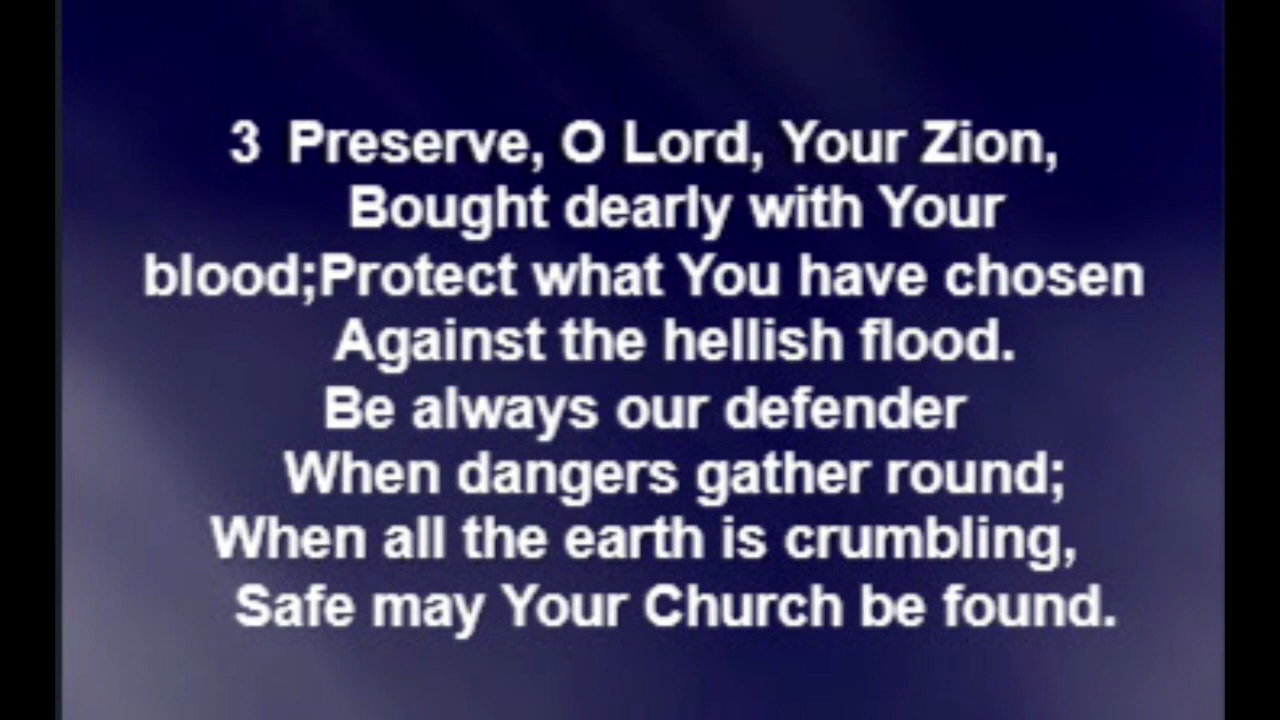 3 Preserve, O Lord, Your Zion,
Bought dearly with Your
blood;Protect what You have chosen
Against the hellish flood.
Be always our defender
When dangers gather round;
When all the earth is crumbling,
Safe may Your Church be found.